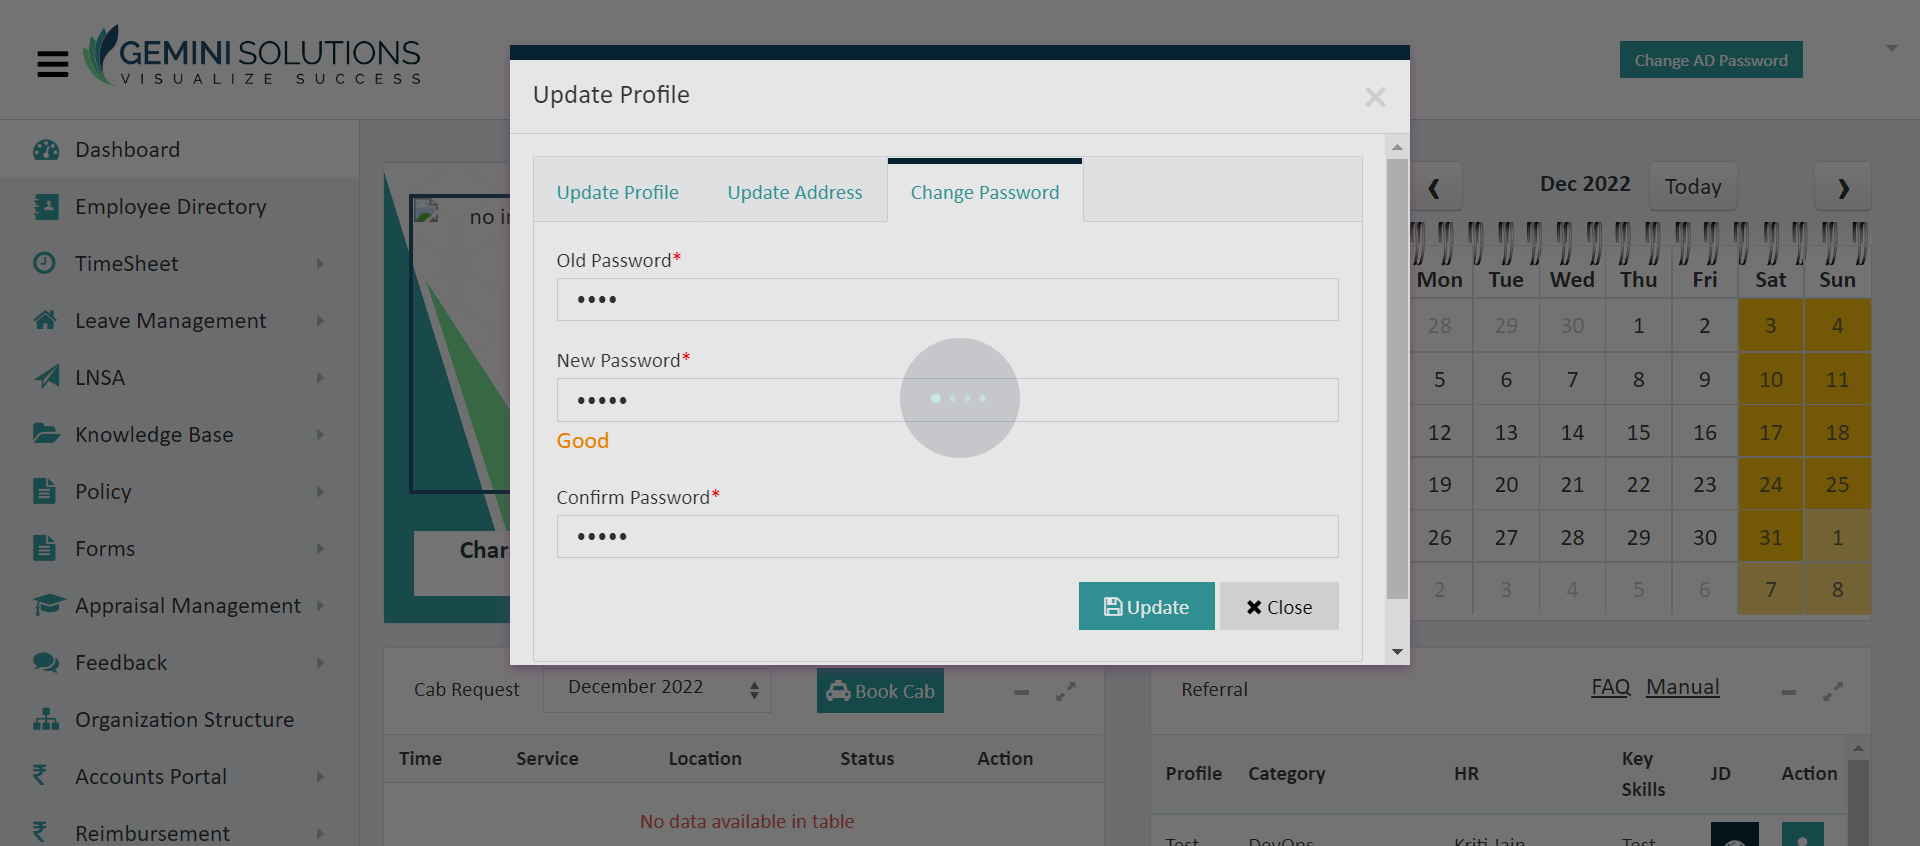 GEMINI SOLUTIONS
VISUALIZE SUCCESS
Change AD Password
Update Profile
Update Profile
Update Address
Change Password
Old Password*
••••
New Password*
•••••
Good
Confirm Password*
•••••
Update
Close
Dashboard
Employee Directory
TimeSheet
Leave Management
LNSA
Knowledge Base
Policy
Forms
Appraisal Management
Feedback
Organization Structure
Accounts Portal
Reimbursement
no
Char
Dec 2022
Today
Mon Tue Wed Thu Fri Sat Sun
28 29 30 1 2 3 4
5 6 7 8 9 10 11
12 13 14 15 16 17 18
19 20 21 22 23 24 25
26 27 28 29 30 31 1
2 3 4 5 6 7 8
Cab Request
December 2022
Book Cab
Time Service Location Status Action
No data available in table
Referral
FAQ Manual
Profile Category HR Key Skills JD Action
Test DevOps Kriti Jain Test